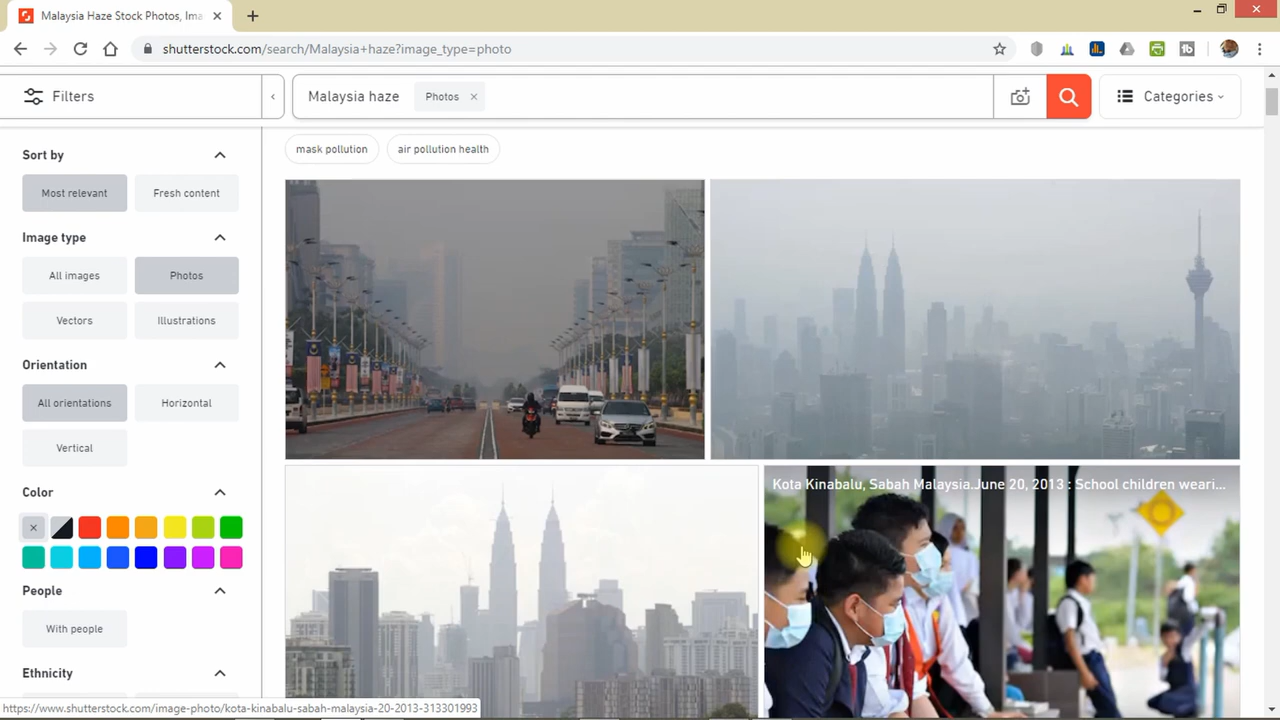 Malaysia Haze Stock Photos, Ima
shutterstock.com/search/Malaysia+haze?image_type=photo
Filters
Malaysia haze
Photos
Categories
mask pollution
air pollution health
Sort by
Most relevant
Fresh content
Image type
All images
Photos
Vectors
Illustrations
Orientation
All orientations
Horizontal
Vertical
Color
People
With people
Ethnicity
Kota Kinabalu, Sabah Malaysia.June 20, 2013 : School children weari...
https://www.shutterstock.com/image-photo/kota-kinabalu-sabah-malaysia-20-2013-313301993